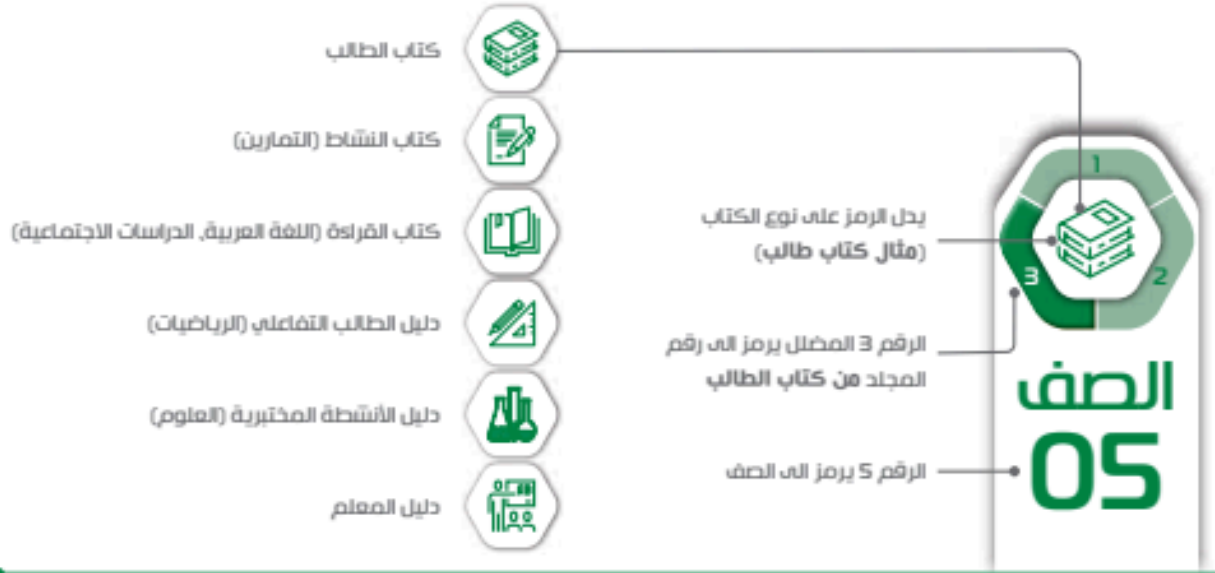 1
2
3
الصف
05
يدل الرمز على نوع الكتاب
(مثال كتاب طالب)
الرقم 3 المضلل يرمز الى رقم
المجلد من كتاب الطالب
الرقم 5 يرمز الى الصف
كتاب الطالب
كتاب النشاط (التمارين)
كتاب القراءة (اللغة العربية، الدراسات الاجتماعية)
دليل الطالب التفاعلي (الرياضيات)
دليل الأنشطة المختبرية (العلوم)
دليل المعلم